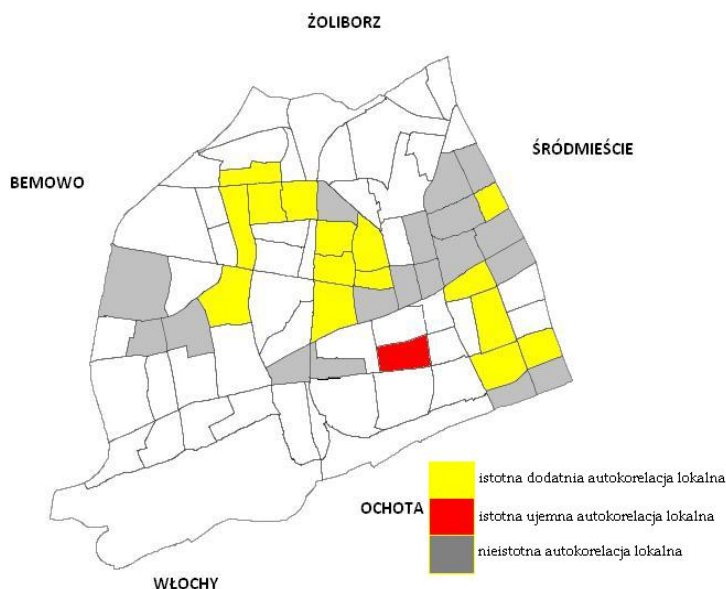 ŻOLIBORZ
ŚRÓDMIEŚCIE
BEMOWO
istotna dodatnia autokorelacja lokalna
OCHOTA
istotna ujemna autokorelacja lokalna
nieistotna autokorelacja lokalna
WŁOCHY